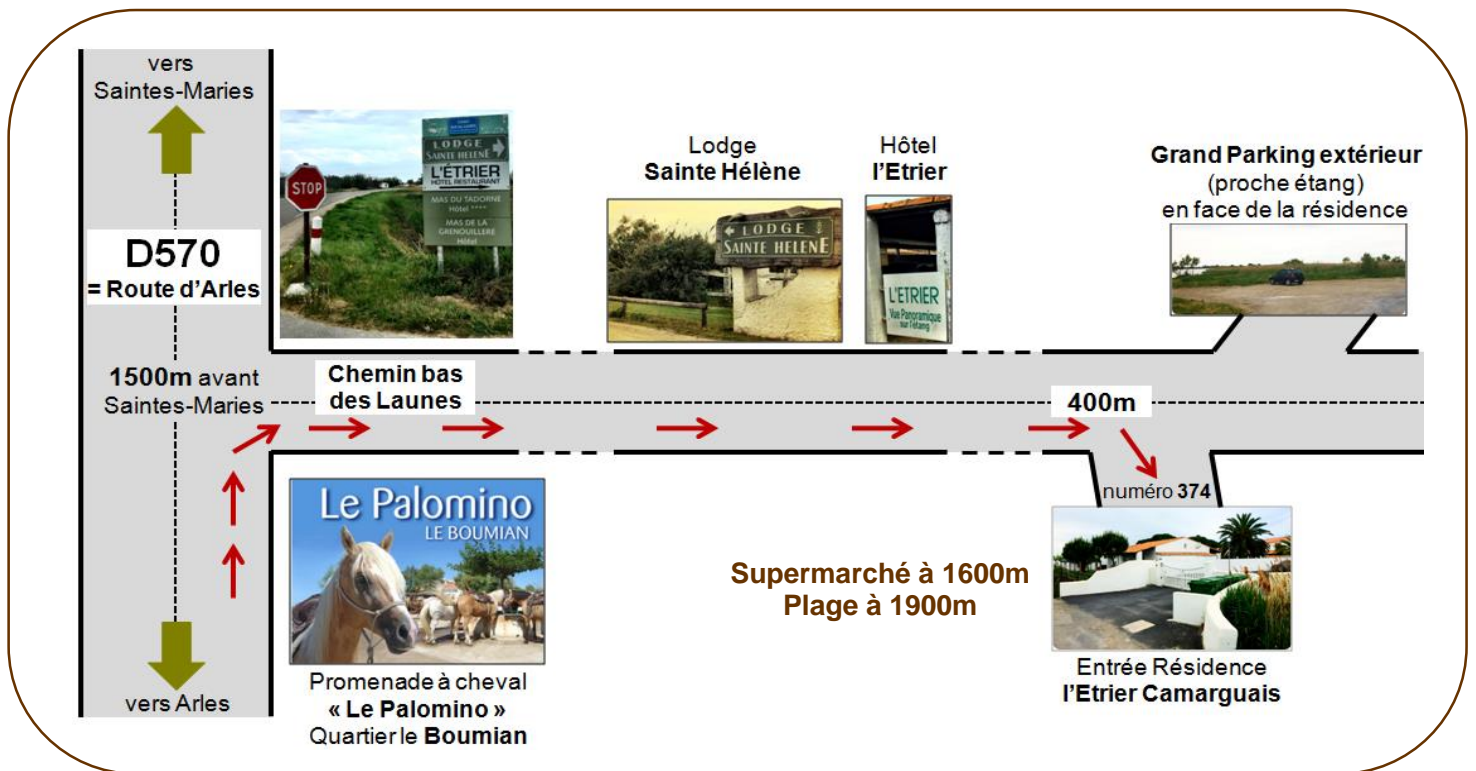 vers
Saintes-Maries
D570
= Route d'Arles
1500m avant
Saintes-Maries
vers Arles
LODGE
SAINTE HELENE
L'ÉTRIER
HÔTEL RESTAURANT
MAS DU TADORNE
Hôtel ****
MAS DE LA
GRENOUILLERE
Hôtel
STOP
Lodge
Sainte Hélène
LODGE
SAINTE HELENE
Hôtel
l'Etrier
L'ETRIER
Vue Panoramique
sur l'étang
Grand Parking extérieur
(proche étang)
en face de la résidence
Chemin bas
des Launes
400m
numéro 374
Le Palomino
LE BOUMIAN
Promenade à cheval
« Le Palomino »
Quartier le Boumian
Supermarché à 1600m
Plage à 1900m
Entrée Résidence
l'Etrier Camarguais